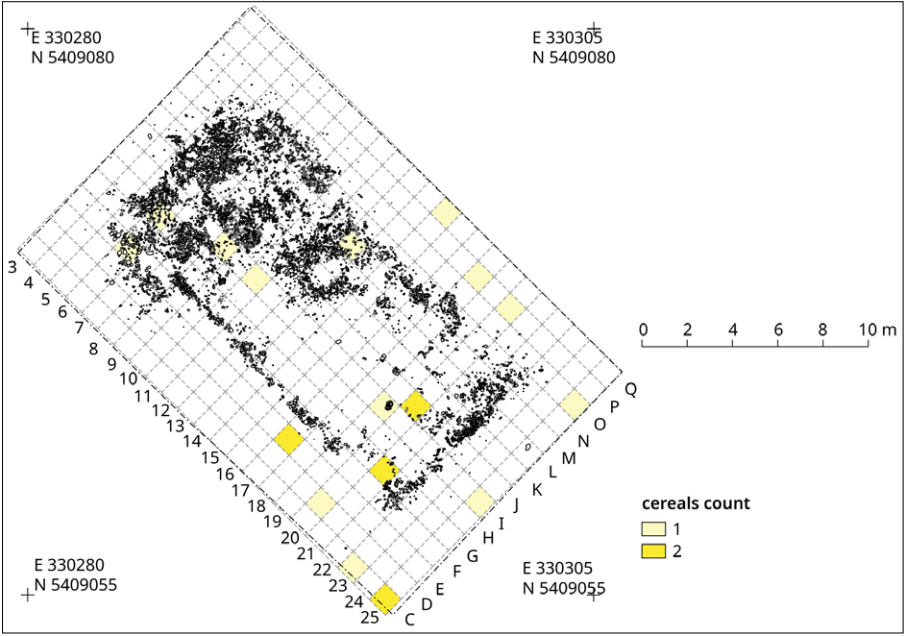 E 330280
N 5409080
E 330305
N 5409080
3
4
5
6
7
8
9
10
11
12
13
14
15
16
17
18
19
20
21
22
23
24
25
C
D
E
F
G
H
I
J
K
L
M
N
O
P
Q
0 2 4 6 8 10 m
cereals count
1
2
E 330280
N 5409055
E 330305
N 5409055